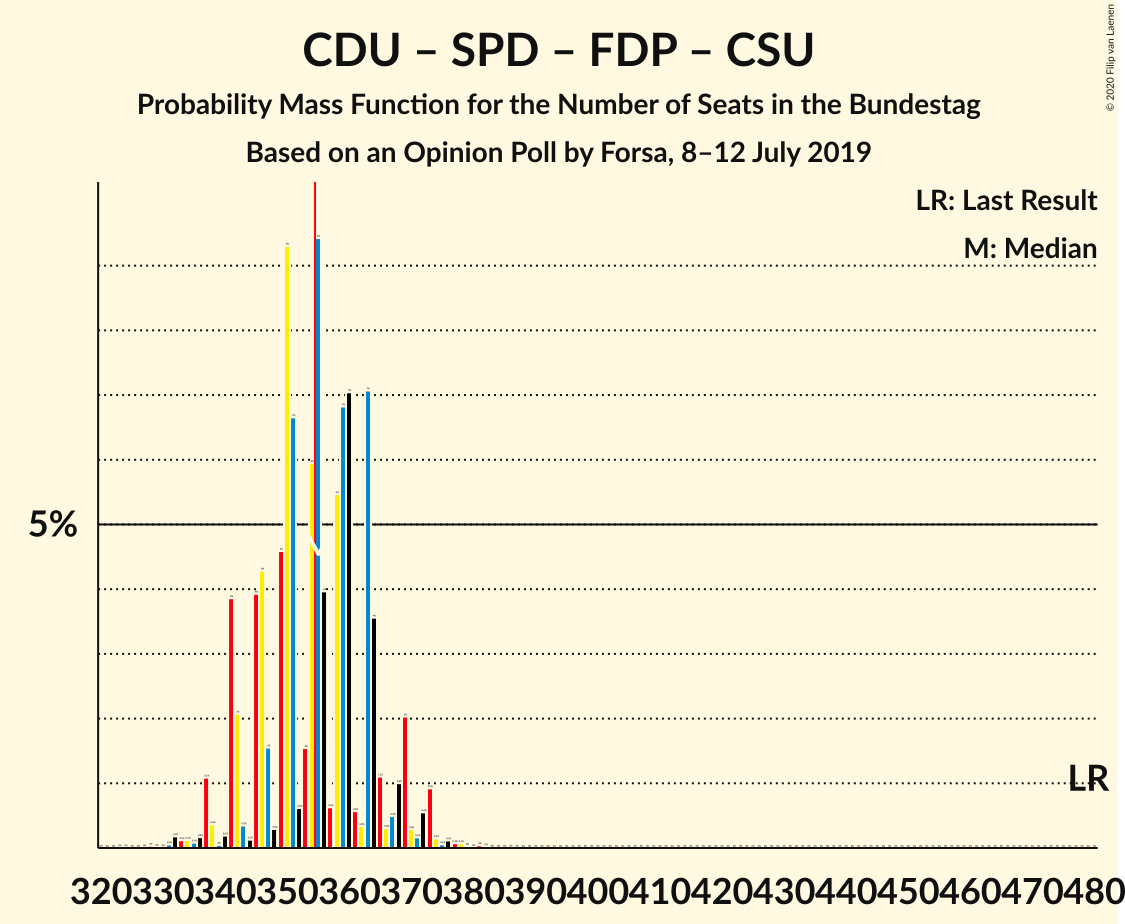 CDU – SPD – FDP – CSU
Probability Mass Function for the Number of Seats in the Bundestag
Based on an Opinion Poll by Forsa, 8–12 July 2019
© 2020 Filip van Laenen
LR: Last Result
M: Median
5%
LR
320 330 340 350 360 370 380 390 400 410 420 430 440 450 460 470 480